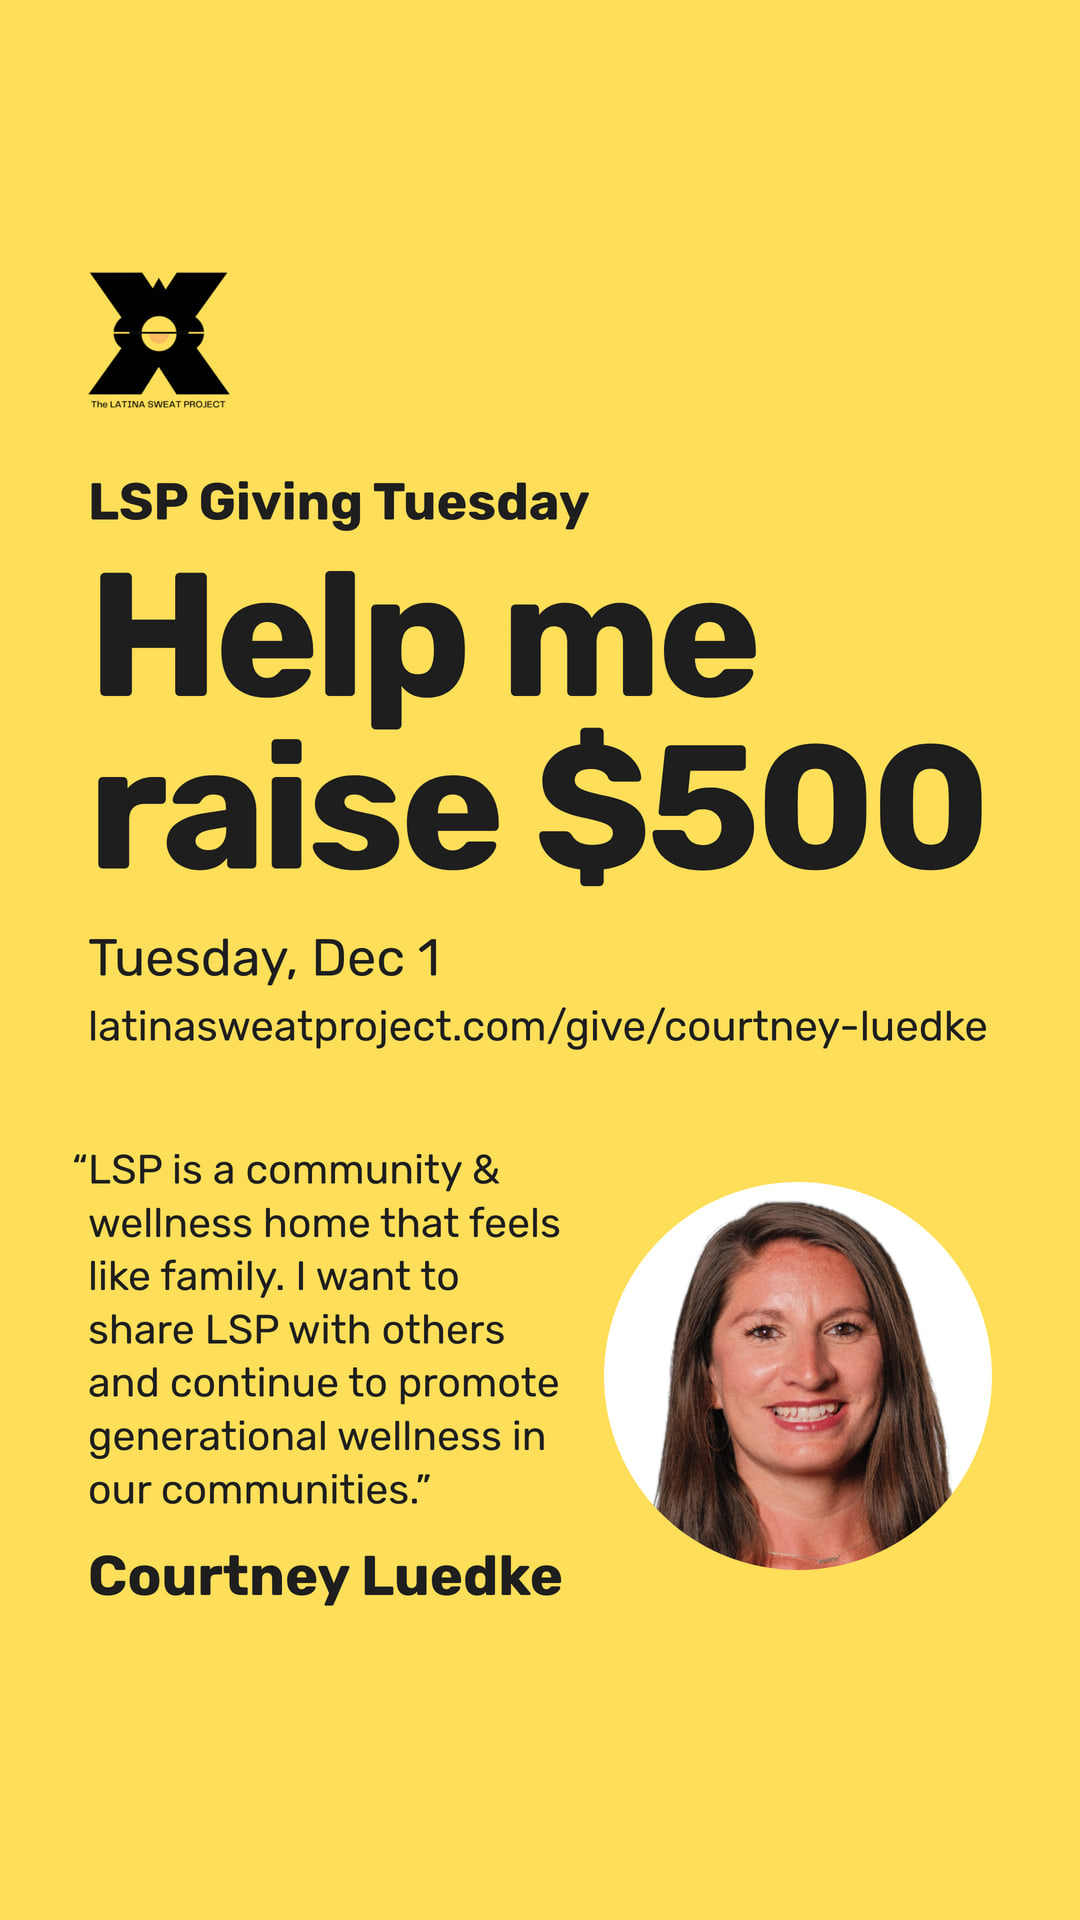 The LATINA SWEAT PROJECT
LSP Giving Tuesday
Help me
raise $500
Tuesday, Dec 1
latinasweatproject.com/give/courtney-luedke
“LSP is a community &
wellness home that feels
like family. I want to
share LSP with others
and continue to promote
generational wellness in
our communities.”
Courtney Luedke